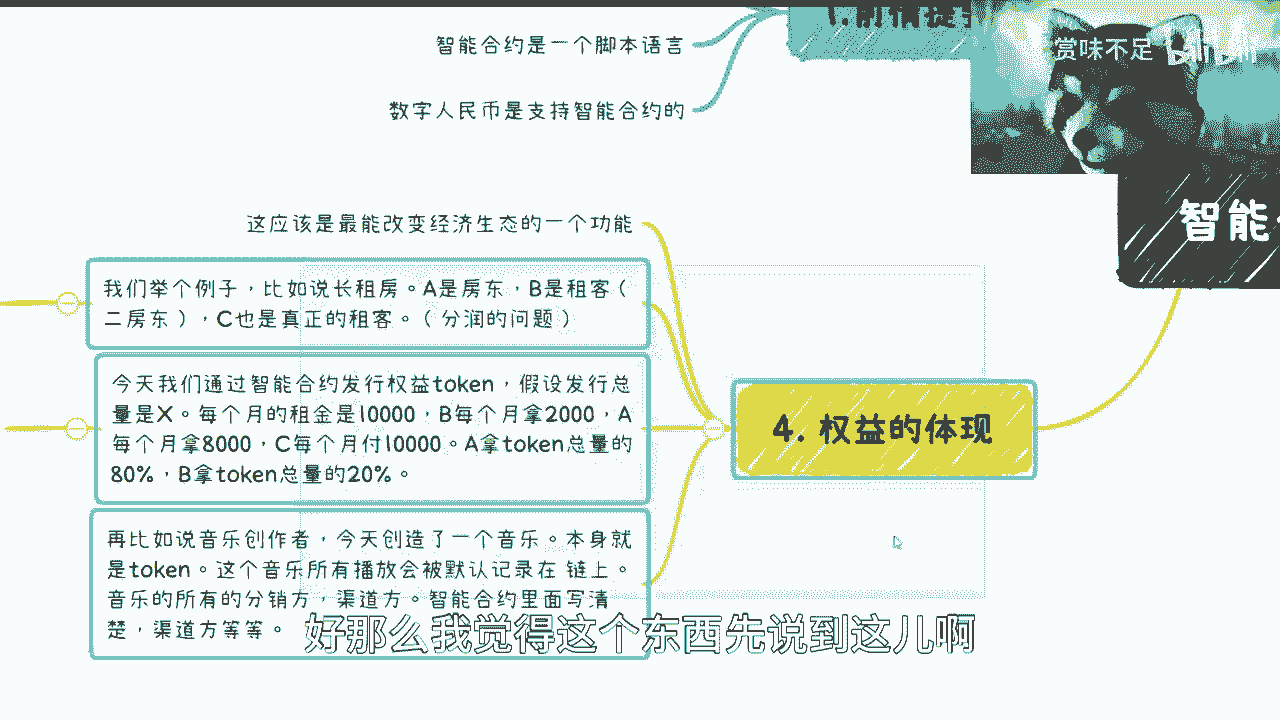 赏味不足
智能合约是一个脚本语言
数字人民币是支持智能合约的
智能
这应该是最能改变经济生态的一个功能
我们举个例子，比如说长租房。A是房东，B是租客（
二房东），C也是真正的租客。（分润的问题）
今天我们通过智能合约发行权益token，假设发行总
量是X。每个月的租金是10000，B每个月拿2000，A
每个月拿8000，C每个月付10000。A拿token总量的
80%，B拿token总量的20%。
4. 权益的体现
再比如说音乐创作者，今天创造了一个音乐。本身就
是token。这个音乐所有播放会被默认记录在 链上。
音乐的所有的分销方，渠道方。智能合约里面写清
楚，渠道方等等。
好那么我觉得这个东西先说到这儿啊